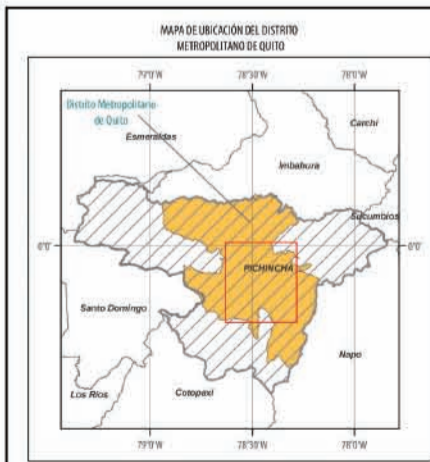 MAPA DE UBICACIÓN DEL DISTRITO
METROPOLITANO DE QUITO
79°0'W 78°30'W 78°0'W
Distrito Metropolitano
de Quito
Esmeraldas
Carchi
Imbabura
Sucumbíos
0°0' 0°0'
PICHINCHA
Santo Domingo
Napo
Los Ríos
Cotopaxi
79°0'W 78°30'W 78°0'W